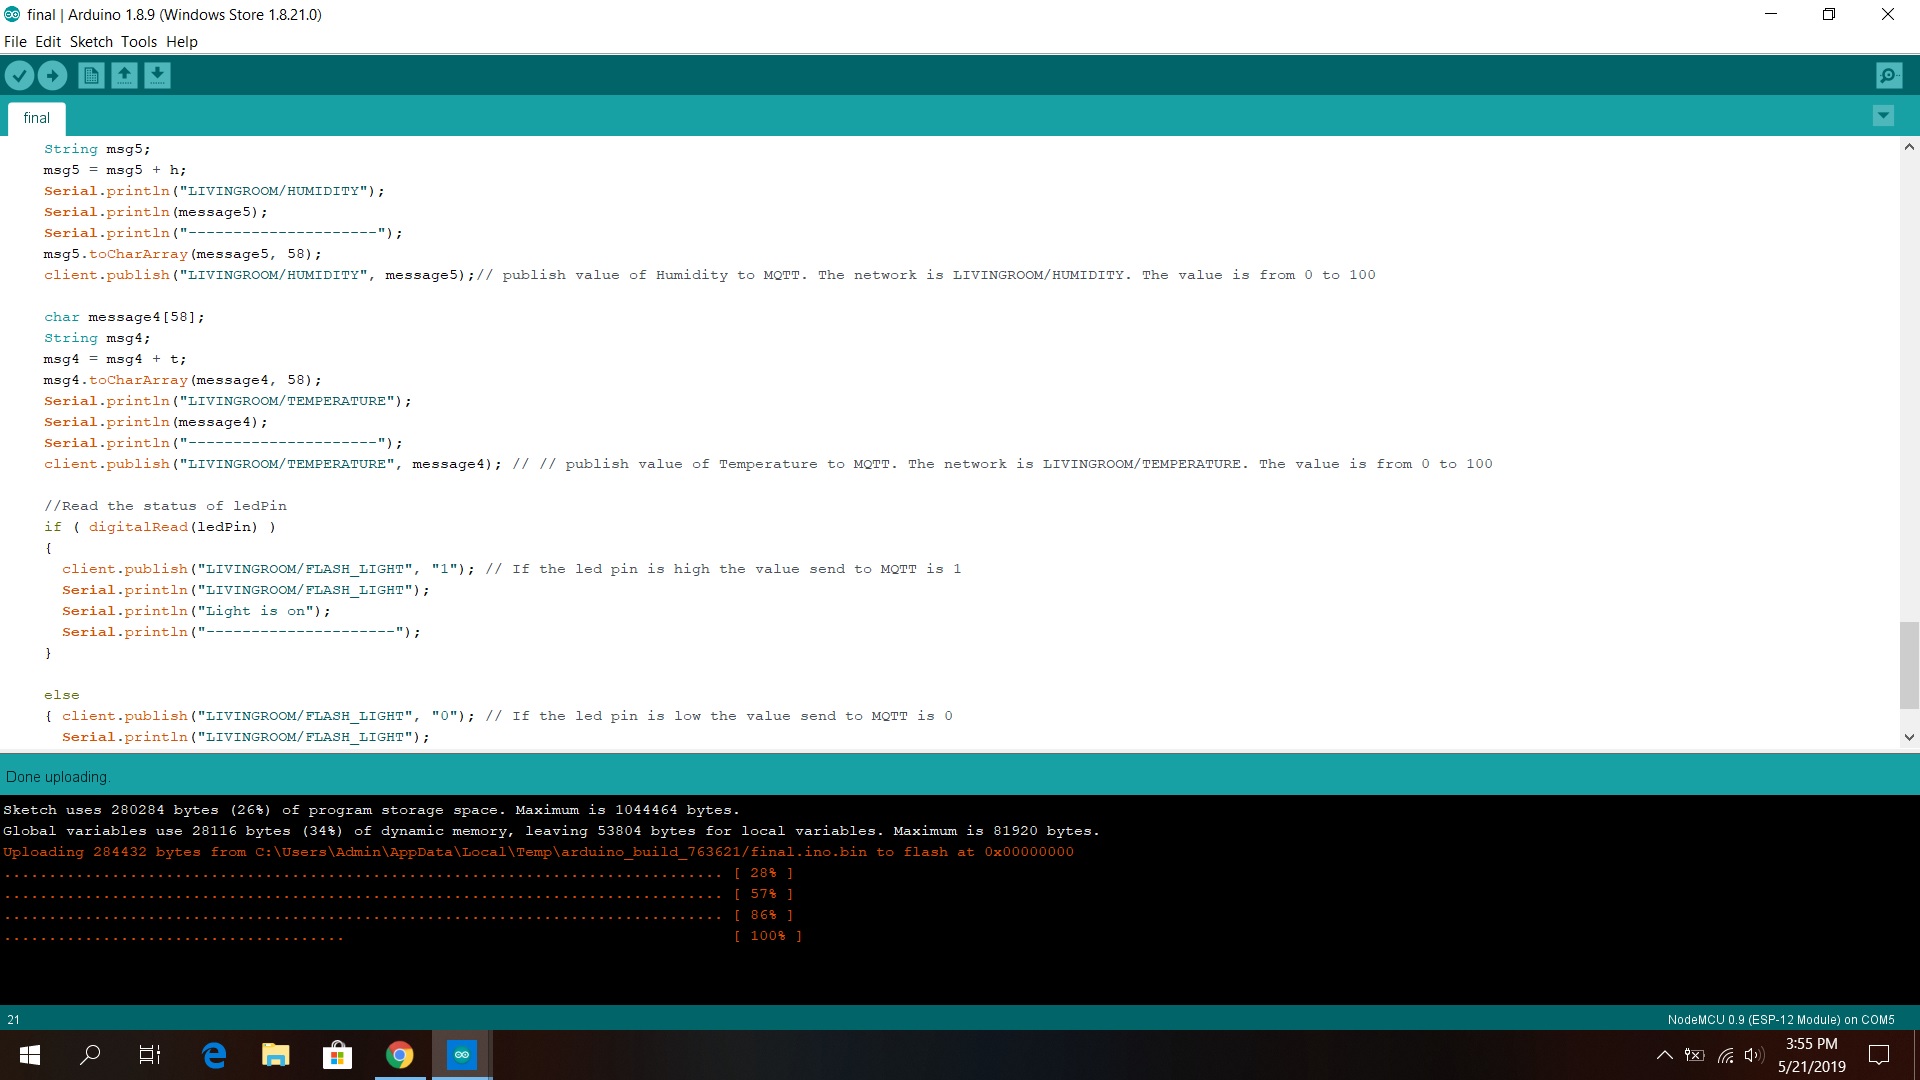 final | Arduino 1.8.9 (Windows Store 1.8.21.0)
File Edit Sketch Tools Help
final
String msg5;
msg5 = msg5 + h;
Serial.println("LIVINGROOM/HUMIDITY");
Serial.println(message5);
Serial.println("---------------------");
msg5.toCharArray(message5, 58);
client.publish("LIVINGROOM/HUMIDITY", message5);// publish value of Humidity to MQTT. The network is LIVINGROOM/HUMIDITY. The value is from 0 to 100
char message4[58];
String msg4;
msg4 = msg4 + t;
msg4.toCharArray(message4, 58);
Serial.println("LIVINGROOM/TEMPERATURE");
Serial.println(message4);
Serial.println("---------------------");
client.publish("LIVINGROOM/TEMPERATURE", message4); // // publish value of Temperature to MQTT. The network is LIVINGROOM/TEMPERATURE. The value is from 0 to 100
//Read the status of ledPin
if ( digitalRead(ledPin) )
{
client.publish("LIVINGROOM/FLASH_LIGHT", "1"); // If the led pin is high the value send to MQTT is 1
Serial.println("LIVINGROOM/FLASH_LIGHT");
Serial.println("Light is on");
Serial.println("---------------------");
}
else
{ client.publish("LIVINGROOM/FLASH_LIGHT", "0"); // If the led pin is low the value send to MQTT is 0
Serial.println("LIVINGROOM/FLASH_LIGHT");
Done uploading.
Sketch uses 280284 bytes (26%) of program storage space. Maximum is 1044464 bytes.
Global variables use 28116 bytes (34%) of dynamic memory, leaving 53804 bytes for local variables. Maximum is 81920 bytes.
Uploading 284432 bytes from C:\Users\Admin\AppData\Local\Temp\arduino_build_763621/final.ino.bin to flash at 0x00000000
................................................................................ [ 28% ]
................................................................................ [ 57% ]
................................................................................ [ 86% ]
...................................... [ 100% ]
21
NodeMCU 0.9 (ESP-12 Module) on COM5
3:55 PM
5/21/2019